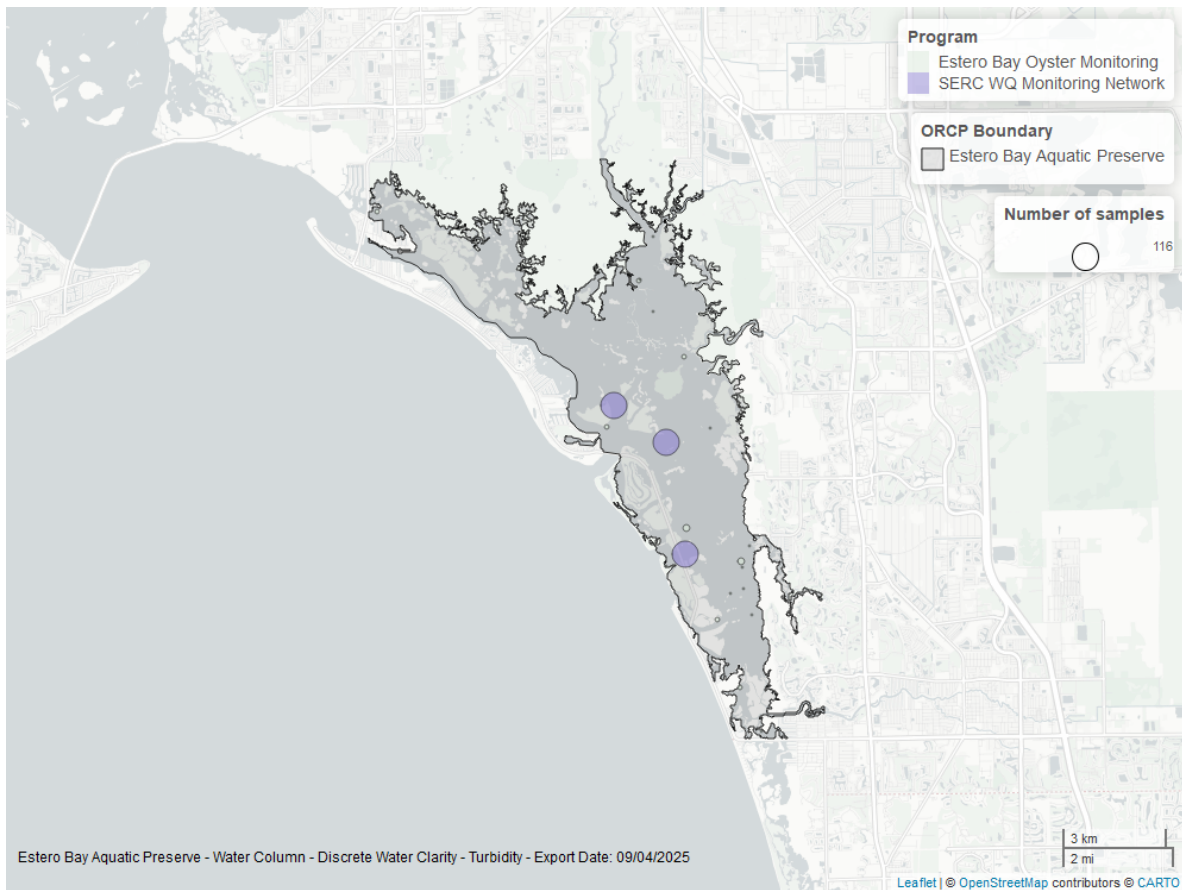 Program
Estero Bay Oyster Monitoring
SERC WQ Monitoring Network
ORCP Boundary
Estero Bay Aquatic Preserve
Number of samples
116
Estero Bay Aquatic Preserve - Water Column - Discrete Water Clarity - Turbidity - Export Date: 09/04/2025
3 km
2 mi
Leaflet | © OpenStreetMap contributors © CARTO